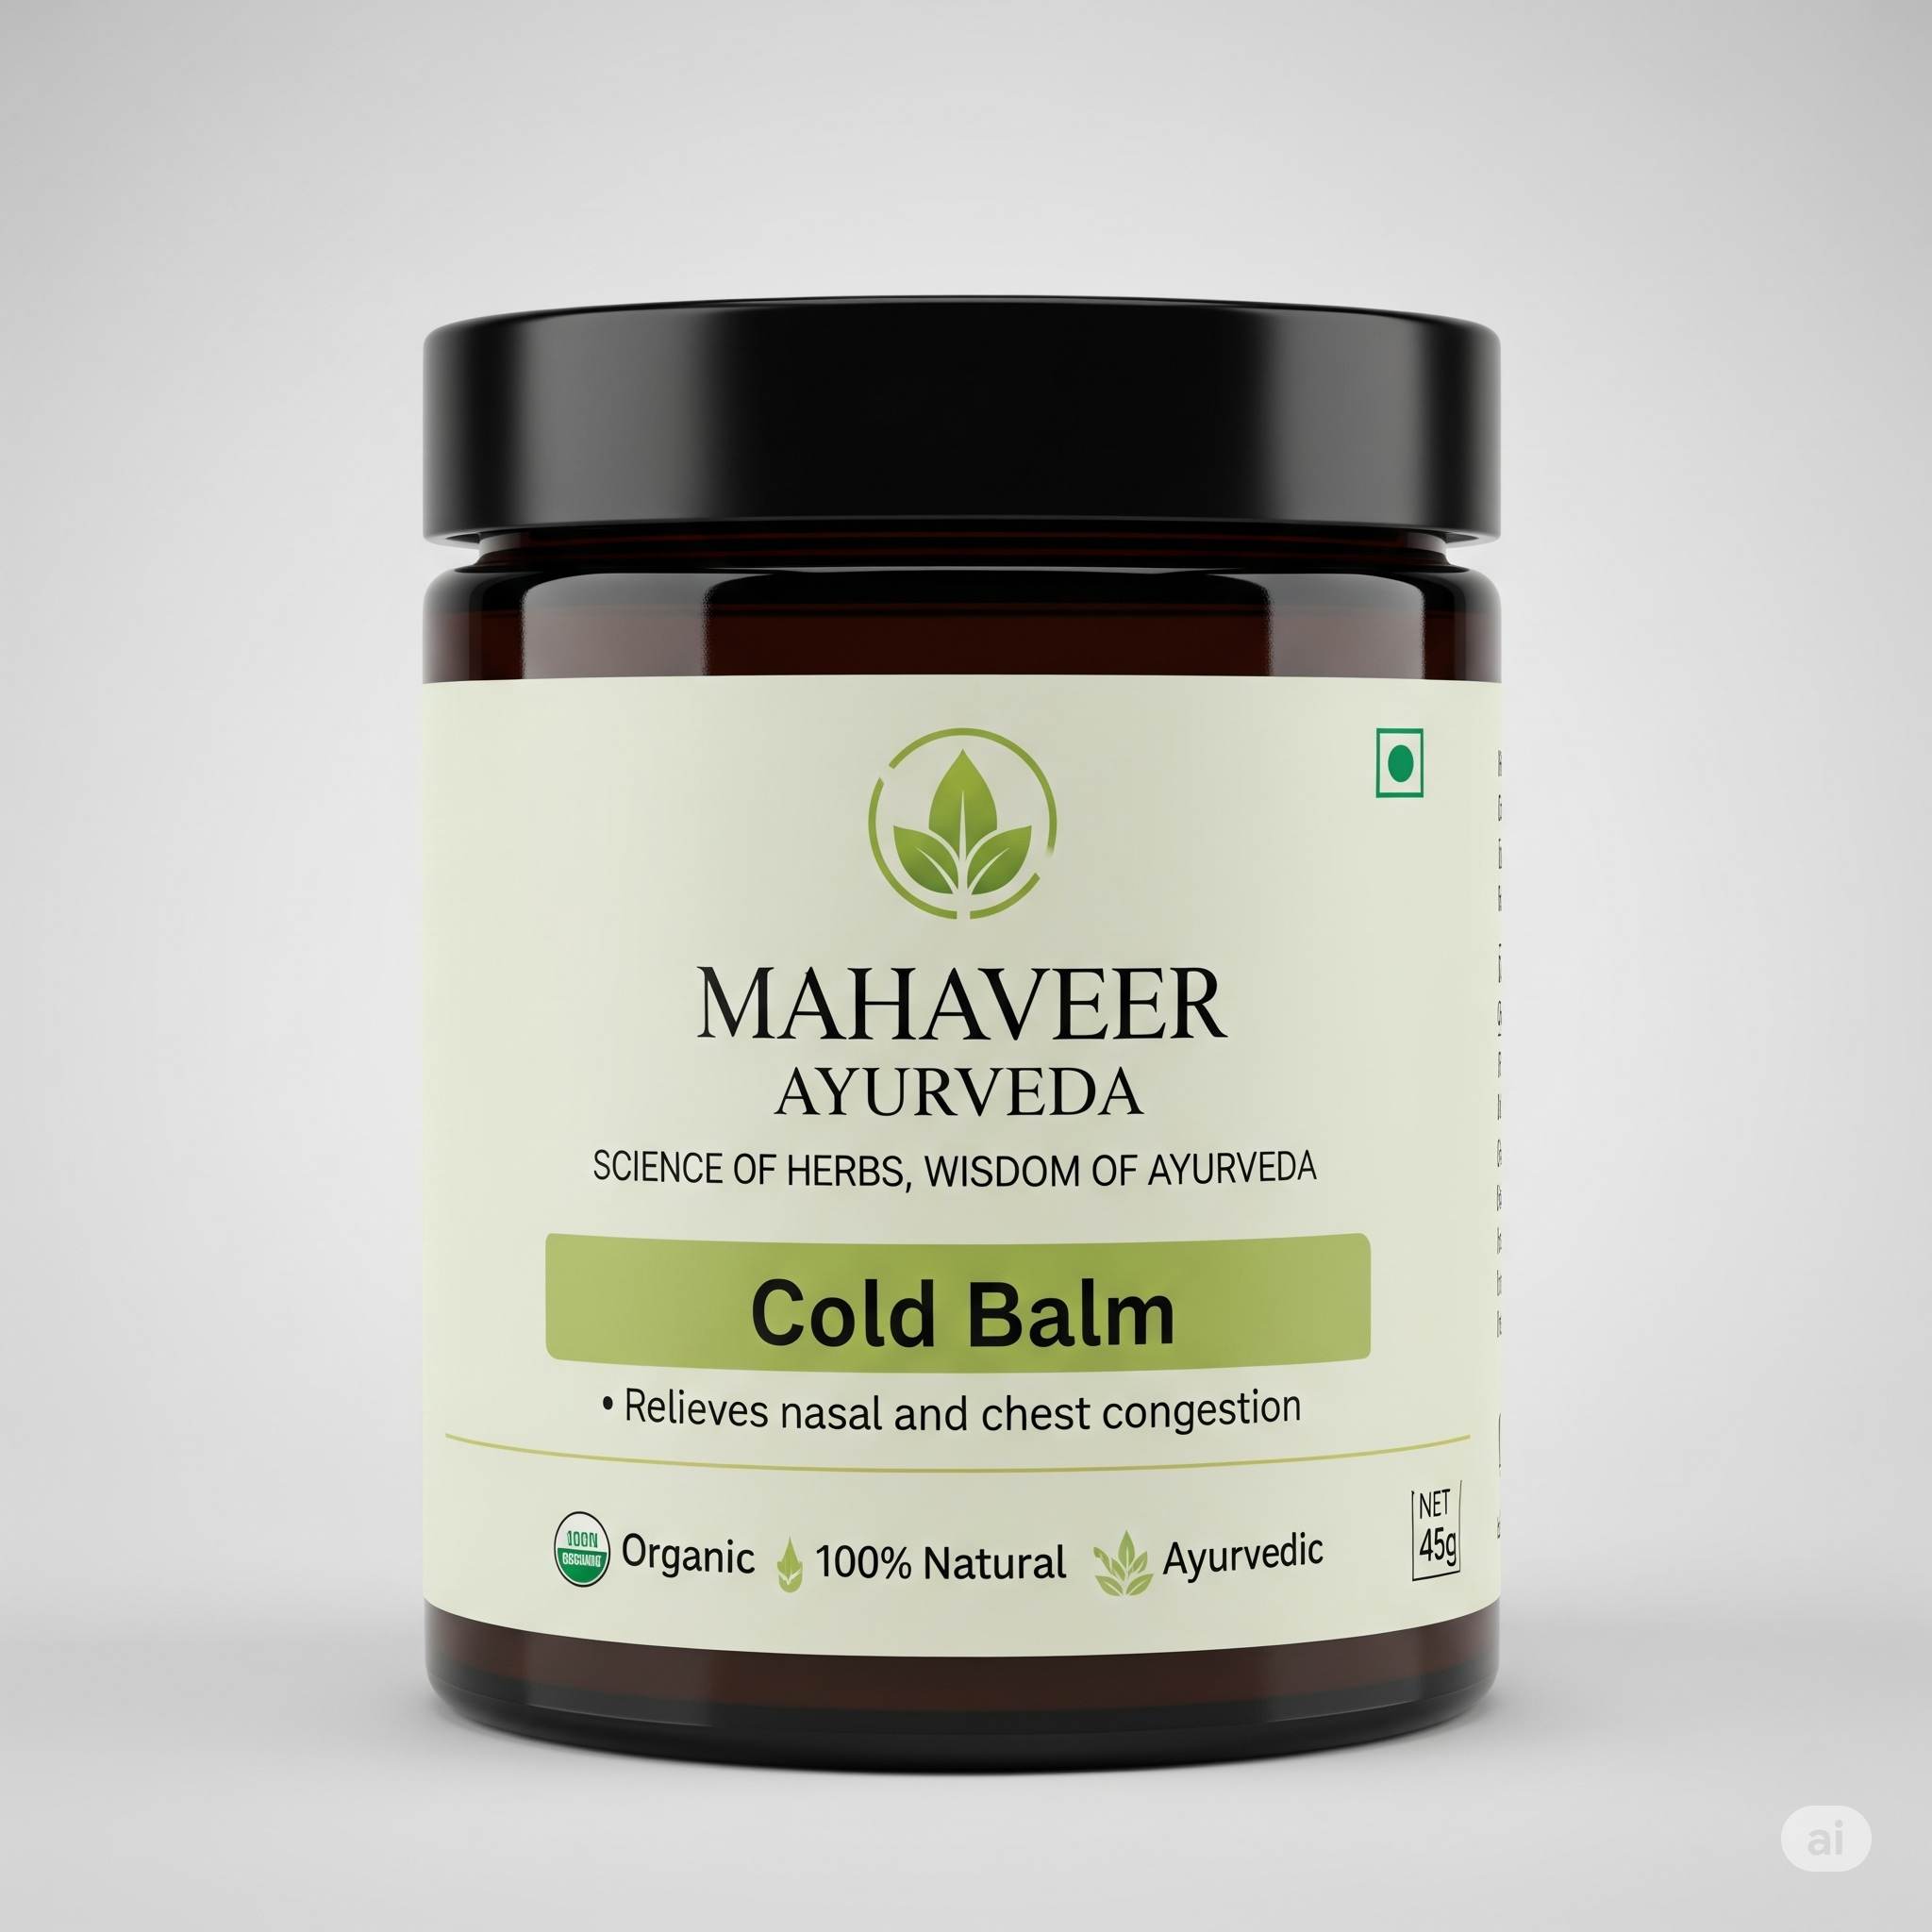 MAHAVEER
AYURVEDA
SCIENCE OF HERBS, WISDOM OF AYURVEDA
Cold Balm
• Relieves nasal and chest congestion
Organic 100% Natural Ayurvedic
NET
45g
ai